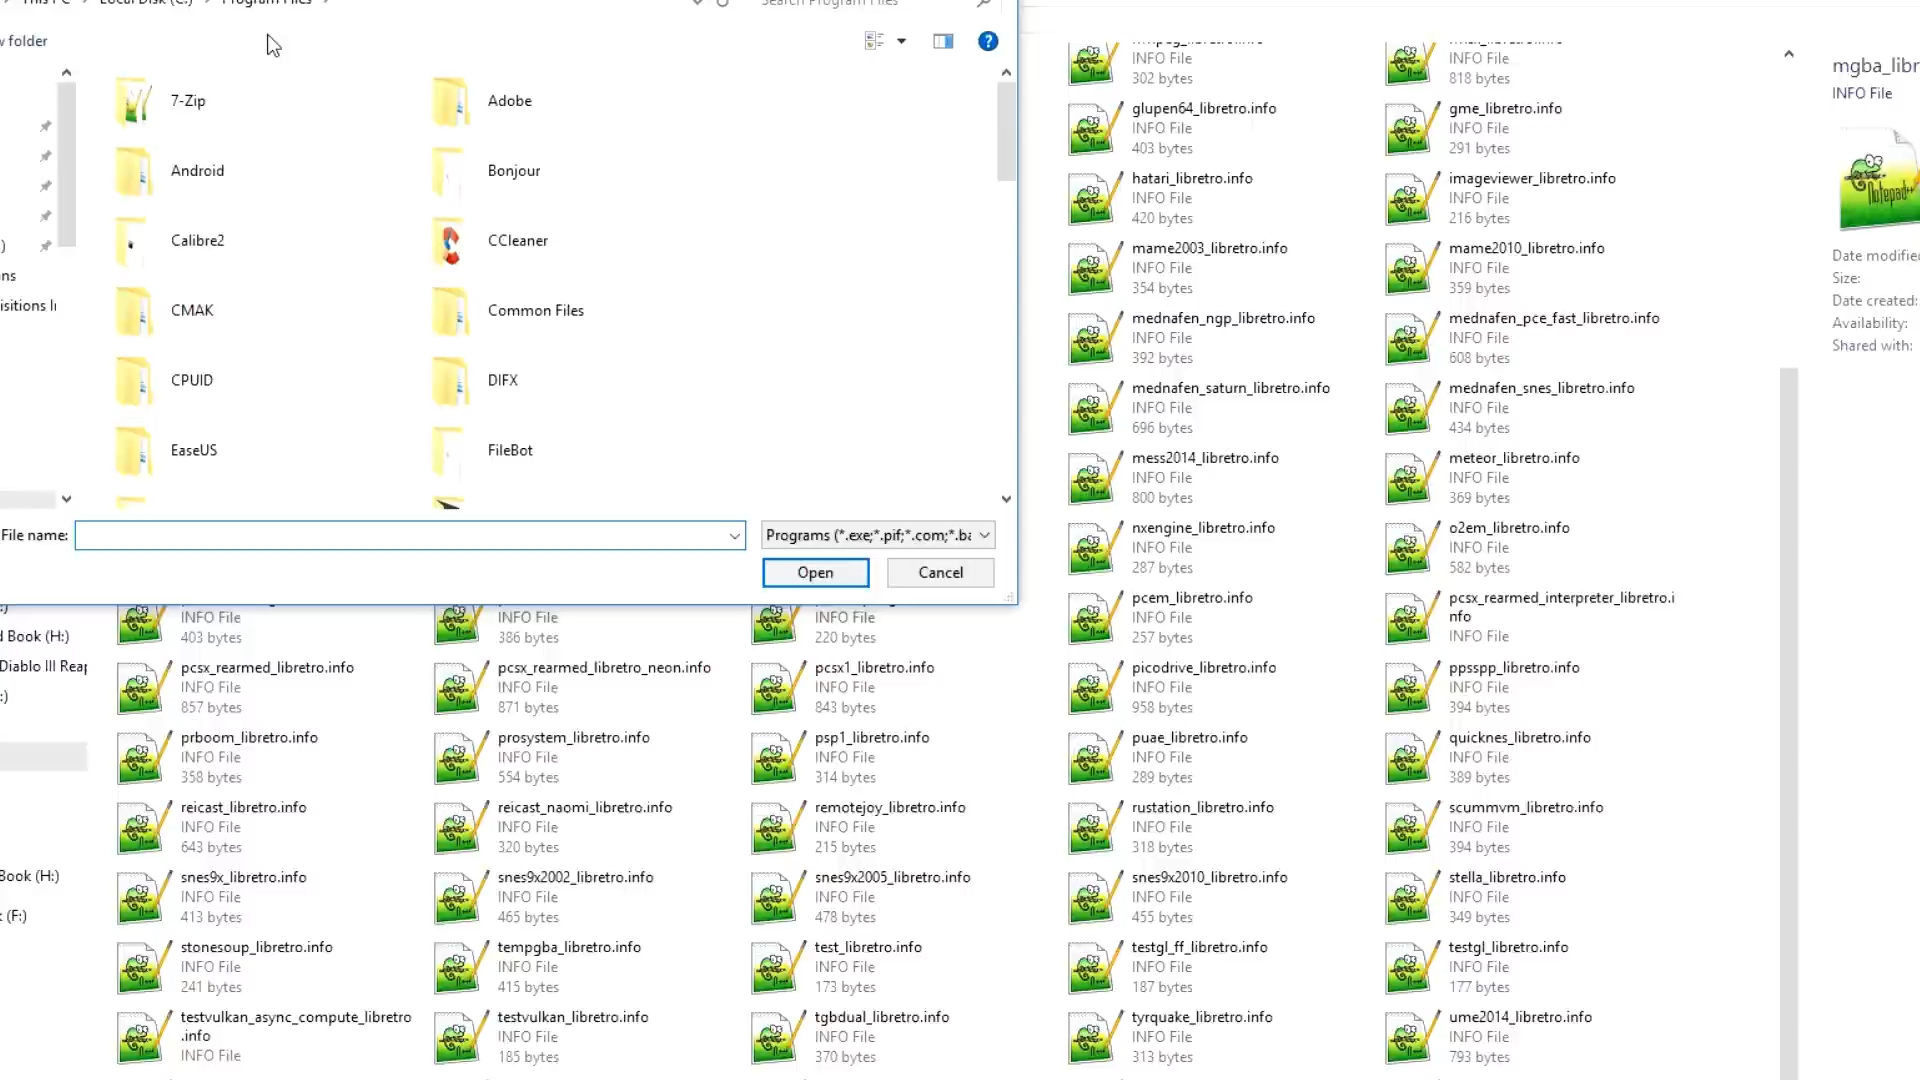 This PC > Local Disk (C:) > Program Files >
Search Program Files
w folder
7-Zip
Adobe
Android
Bonjour
Calibre2
CCleaner
CMAK
Common Files
CPUID
DIFX
EaseUS
FileBot
)
ns
isitions
File name:
Programs (*.exe;*.pif;*.com;*.ba
Open
Cancel
INFO File
302 bytes
INFO File
818 bytes
glupen64_libretro.info
INFO File
403 bytes
gme_libretro.info
INFO File
291 bytes
hatari_libretro.info
INFO File
420 bytes
imageviewer_libretro.info
INFO File
216 bytes
mame2003_libretro.info
INFO File
354 bytes
mame2010_libretro.info
INFO File
359 bytes
mednafen_ngp_libretro.info
INFO File
392 bytes
mednafen_pce_fast_libretro.info
INFO File
608 bytes
mednafen_saturn_libretro.info
INFO File
696 bytes
mednafen_snes_libretro.info
INFO File
434 bytes
mess2014_libretro.info
INFO File
800 bytes
meteor_libretro.info
INFO File
369 bytes
nxengine_libretro.info
INFO File
287 bytes
o2em_libretro.info
INFO File
582 bytes
INFO File
403 bytes
INFO File
386 bytes
INFO File
220 bytes
pcem_libretro.info
INFO File
257 bytes
pcsx_rearmed_interpreter_libretro.i
nfo
INFO File
pcsx_rearmed_libretro.info
INFO File
857 bytes
pcsx_rearmed_libretro_neon.info
INFO File
871 bytes
pcsx1_libretro.info
INFO File
843 bytes
picodrive_libretro.info
INFO File
958 bytes
ppsspp_libretro.info
INFO File
394 bytes
prboom_libretro.info
INFO File
358 bytes
prosystem_libretro.info
INFO File
554 bytes
psp1_libretro.info
INFO File
314 bytes
puae_libretro.info
INFO File
289 bytes
quicknes_libretro.info
INFO File
389 bytes
reicast_libretro.info
INFO File
643 bytes
reicast_naomi_libretro.info
INFO File
320 bytes
remotejoy_libretro.info
INFO File
215 bytes
rustation_libretro.info
INFO File
318 bytes
scummvm_libretro.info
INFO File
394 bytes
snes9x_libretro.info
INFO File
413 bytes
snes9x2002_libretro.info
INFO File
465 bytes
snes9x2005_libretro.info
INFO File
478 bytes
snes9x2010_libretro.info
INFO File
455 bytes
stella_libretro.info
INFO File
349 bytes
stonesoup_libretro.info
INFO File
241 bytes
tempgba_libretro.info
INFO File
415 bytes
test_libretro.info
INFO File
173 bytes
testgl_ff_libretro.info
INFO File
187 bytes
testgl_libretro.info
INFO File
177 bytes
testvulkan_async_compute_libretro
.info
INFO File
testvulkan_libretro.info
INFO File
185 bytes
tgbdual_libretro.info
INFO File
370 bytes
tyrquake_libretro.info
INFO File
313 bytes
ume2014_libretro.info
INFO File
793 bytes
:)
d Book (H:)
Diablo III Reap
:)
Book (H:)
(F:)
mgba_libr
INFO File
Notepad++
Date modified
Size:
Date created:
Availability:
Shared with: